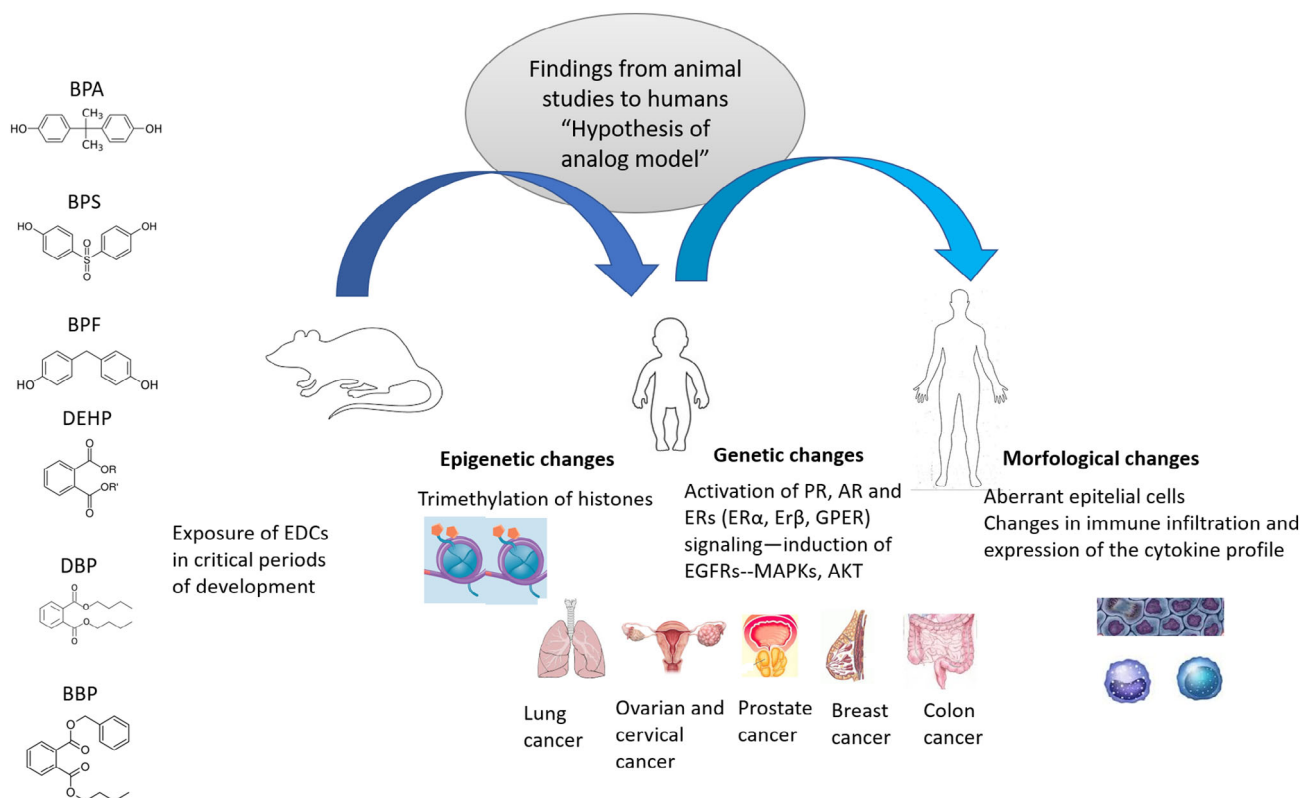 Findings from animal
studies to humans
“Hypothesis of
analog model”
BPA
CH₃
HO
OH
CH₃
BPS
HO
OH
O
S
O
BPF
HO
OH
DEHP
O
OR
OR'
O
DBP
O
O
O
O
BBP
O
O
O
O
Exposure of EDCs
in critical periods
of development
Epigenetic changes
Trimethylation of histones
Genetic changes
Activation of PR, AR and
ERs (ERα, Erβ, GPER)
signaling—induction of
EGFRs--MAPKs, AKT
Morfological changes
Aberrant epitelial cells
Changes in immune infiltration and
expression of the cytokine profile
Lung
cancer
Ovarian and
cervical
cancer
Prostate
cancer
Breast
cancer
Colon
cancer